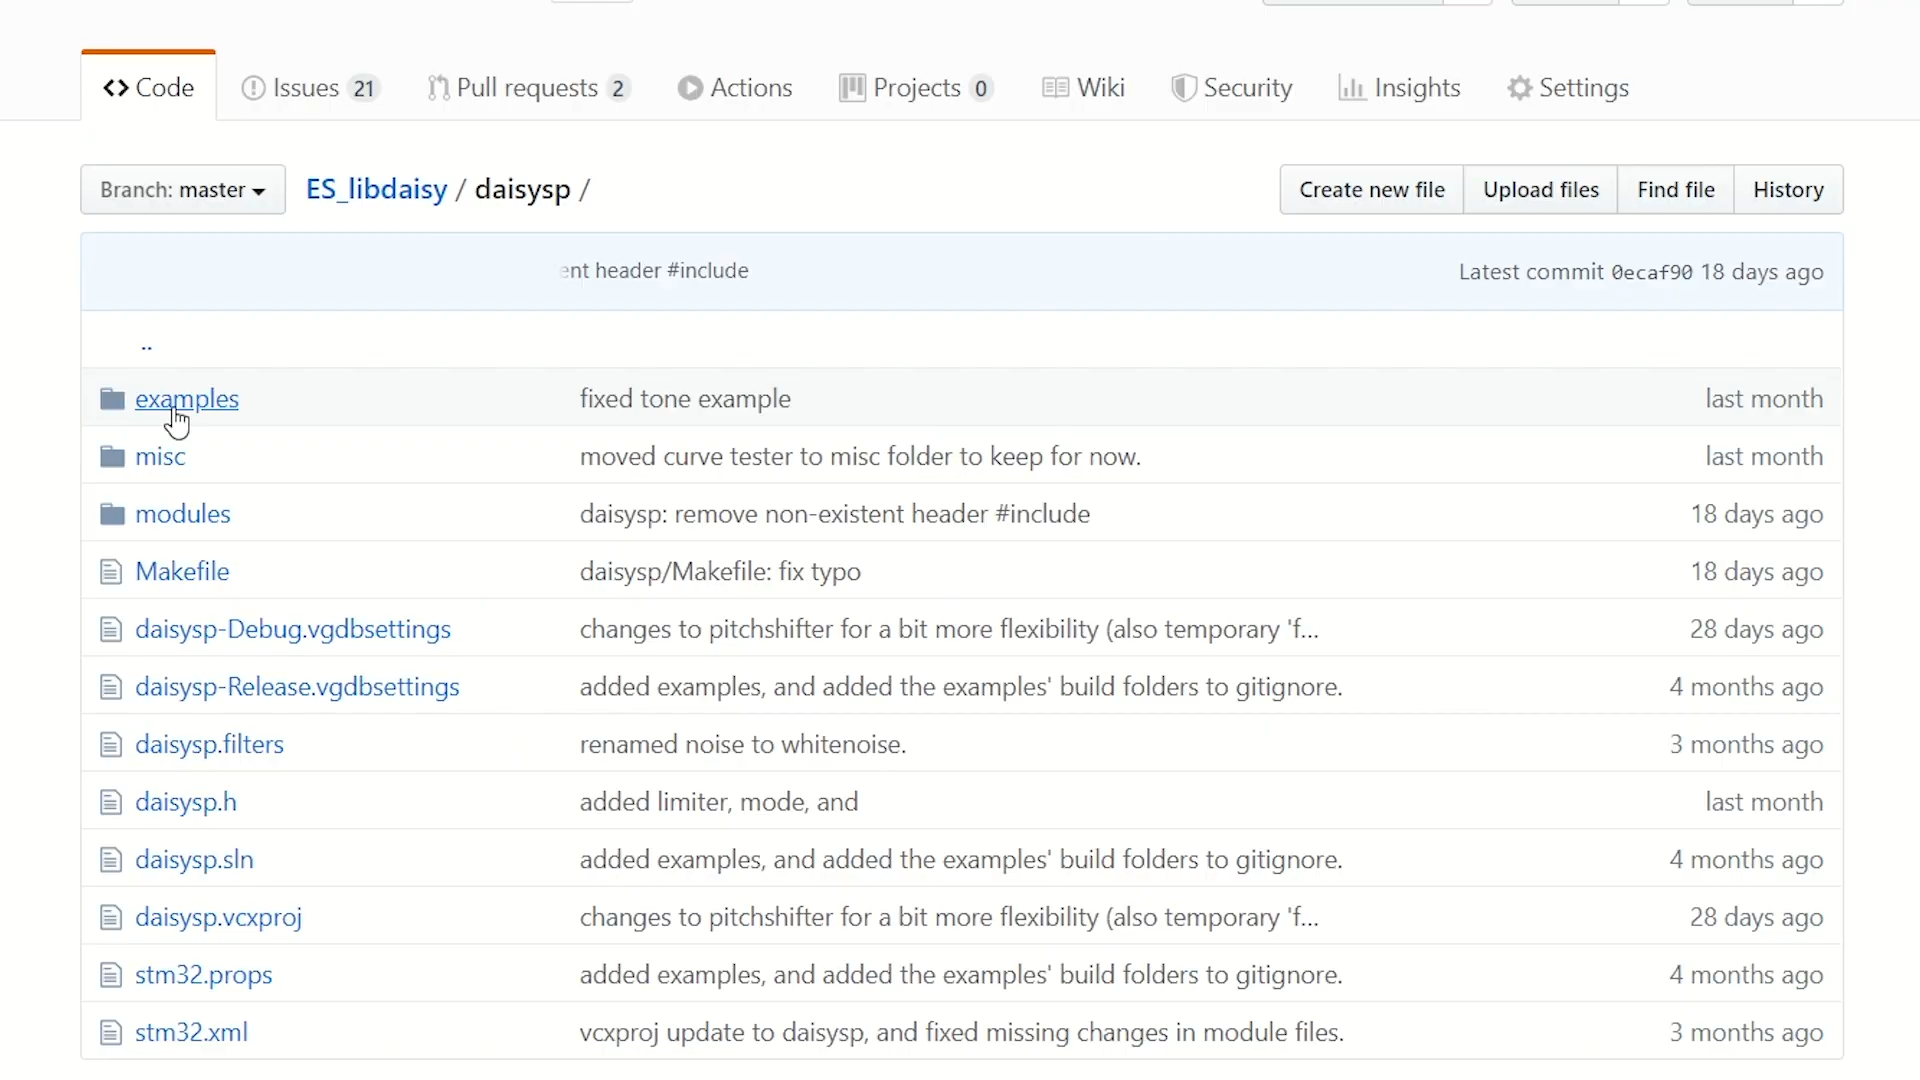 Code Issues 21 Pull requests 2 Actions Projects 0 Wiki Security Insights Settings
Branch: master ES_libdaisy / daisysp / Create new file Upload files Find file History
ent header #include Latest commit 0ecaf90 18 days ago
..
examples fixed tone example last month
misc moved curve tester to misc folder to keep for now. last month
modules daisysp: remove non-existent header #include 18 days ago
Makefile daisysp/Makefile: fix typo 18 days ago
daisysp-Debug.vgdbsettings changes to pitchshifter for a bit more flexibility (also temporary 'f... 28 days ago
daisysp-Release.vgdbsettings added examples, and added the examples' build folders to gitignore. 4 months ago
daisysp.filters renamed noise to whitenoise. 3 months ago
daisysp.h added limiter, mode, and last month
daisysp.sln added examples, and added the examples' build folders to gitignore. 4 months ago
daisysp.vcxproj changes to pitchshifter for a bit more flexibility (also temporary 'f... 28 days ago
stm32.props added examples, and added the examples' build folders to gitignore. 4 months ago
stm32.xml vcxproj update to daisysp, and fixed missing changes in module files. 3 months ago